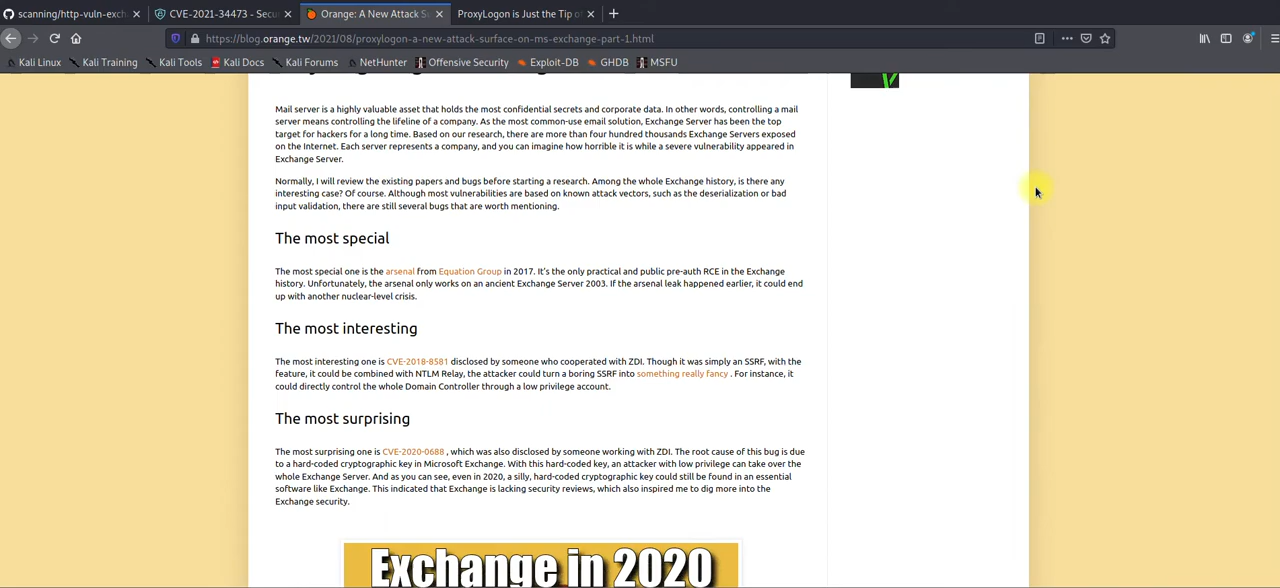 scanning/http-vuln-exch
CVE-2021-34473 - Secu
Orange: A New Attack Su
ProxyLogon is Just the Tip o
https://blog.orange.tw/2021/08/proxylogon-a-new-attack-surface-on-ms-exchange-part-1.html
Kali Linux
Kali Training
Kali Tools
Kali Docs
Kali Forums
NetHunter
Offensive Security
Exploit-DB
GHDB
MSFU
Mail server is a highly valuable asset that holds the most confidential secrets and corporate data. In other words, controlling a mail
server means controlling the lifeline of a company. As the most common-use email solution, Exchange Server has been the top
target for hackers for a long time. Based on our research, there are more than four hundred thousands Exchange Servers exposed
on the Internet. Each server represents a company, and you can imagine how horrible it is while a severe vulnerability appeared in
Exchange Server.
Normally, I will review the existing papers and bugs before starting a research. Among the whole Exchange history, is there any
interesting case? Of course. Although most vulnerabilities are based on known attack vectors, such as the deserialization or bad
input validation, there are still several bugs that are worth mentioning.
The most special
The most special one is the arsenal from Equation Group in 2017. It's the only practical and public pre-auth RCE in the Exchange
history. Unfortunately, the arsenal only works on an ancient Exchange Server 2003. If the arsenal leak happened earlier, it could end
up with another nuclear-level crisis.
The most interesting
The most interesting one is CVE-2018-8581 disclosed by someone who cooperated with ZDI. Though it was simply an SSRF, with the
feature, it could be combined with NTLM Relay, the attacker could turn a boring SSRF into something really fancy . For instance, it
could directly control the whole Domain Controller through a low privilege account.
The most surprising
The most surprising one is CVE-2020-0688 , which was also disclosed by someone working with ZDI. The root cause of this bug is due
to a hard-coded cryptographic key in Microsoft Exchange. With this hard-coded key, an attacker with low privilege can take over the
whole Exchange Server. And as you can see, even in 2020, a silly, hard-coded cryptographic key could still be found in an essential
software like Exchange. This indicated that Exchange is lacking security reviews, which also inspired me to dig more into the
Exchange security.
Exchange in 2020